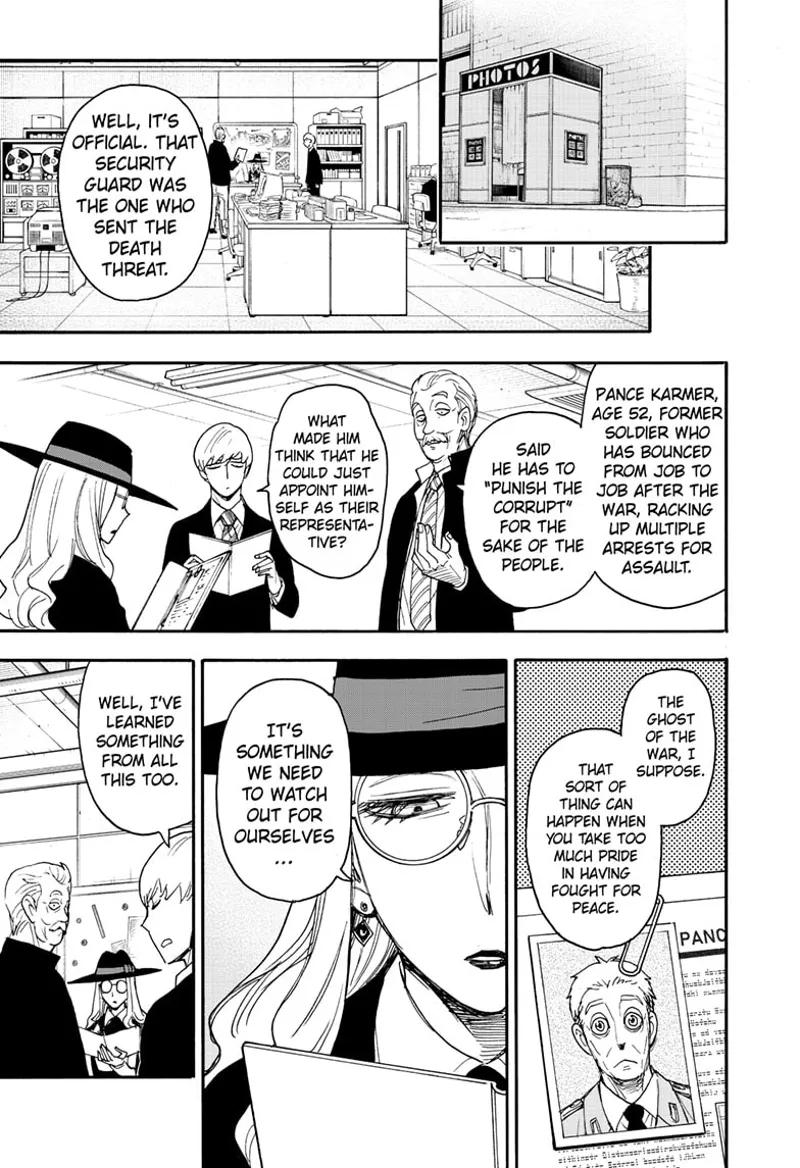 PHOTOS
WELL, IT'S
OFFICIAL. THAT
SECURITY
GUARD WAS
THE ONE WHO
SENT THE
DEATH
THREAT.
PANCE KARMER,
AGE 52, FORMER
SOLDIER WHO
HAS BOUNCED
FROM JOB TO
JOB AFTER THE
WAR, RACKING
UP MULTIPLE
ARRESTS FOR
ASSAULT.
SAID
HE HAS TO
"PUNISH THE
CORRUPT"
FOR THE
SAKE OF THE
PEOPLE.
WHAT
MADE HIM
THINK THAT HE
COULD JUST
APPOINT HIM-
SELF AS THEIR
REPRESENTA-
TIVE?
THE
GHOST
OF THE
WAR, I
SUPPOSE.
THAT
SORT OF
THING CAN
HAPPEN WHEN
YOU TAKE TOO
MUCH PRIDE
IN HAVING
FOUGHT FOR
PEACE.
PANC
IT'S
SOMETHING
WE NEED
TO WATCH
OUT FOR
OURSELVES
...
WELL, I'VE
LEARNED
SOMETHING
FROM ALL
THIS TOO.